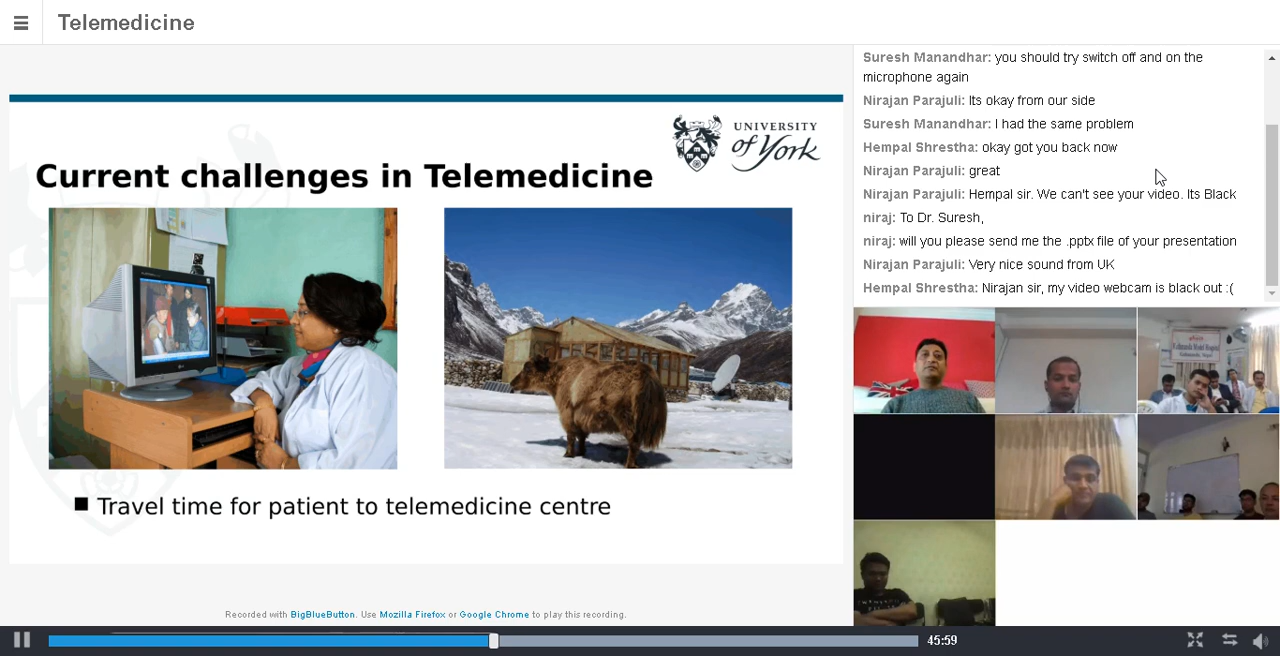 Telemedicine
UNIVERSITY
of York
Current challenges in Telemedicine
■ Travel time for patient to telemedicine centre
Recorded with BigBlueButton. Use Mozilla Firefox or Google Chrome to play this recording.
Suresh Manandhar: you should try switch off and on the
microphone again
Nirajan Parajuli: Its okay from our side
Suresh Manandhar: I had the same problem
Hempal Shrestha: okay got you back now
Nirajan Parajuli: great
Nirajan Parajuli: Hempal sir. We can't see your video. Its Black
niraj: To Dr. Suresh,
niraj: will you please send me the .pptx file of your presentation
Nirajan Parajuli: Very nice sound from UK
Hempal Shrestha: Nirajan sir, my video webcam is black out :(
Kathmandu Model Hospital
45:59